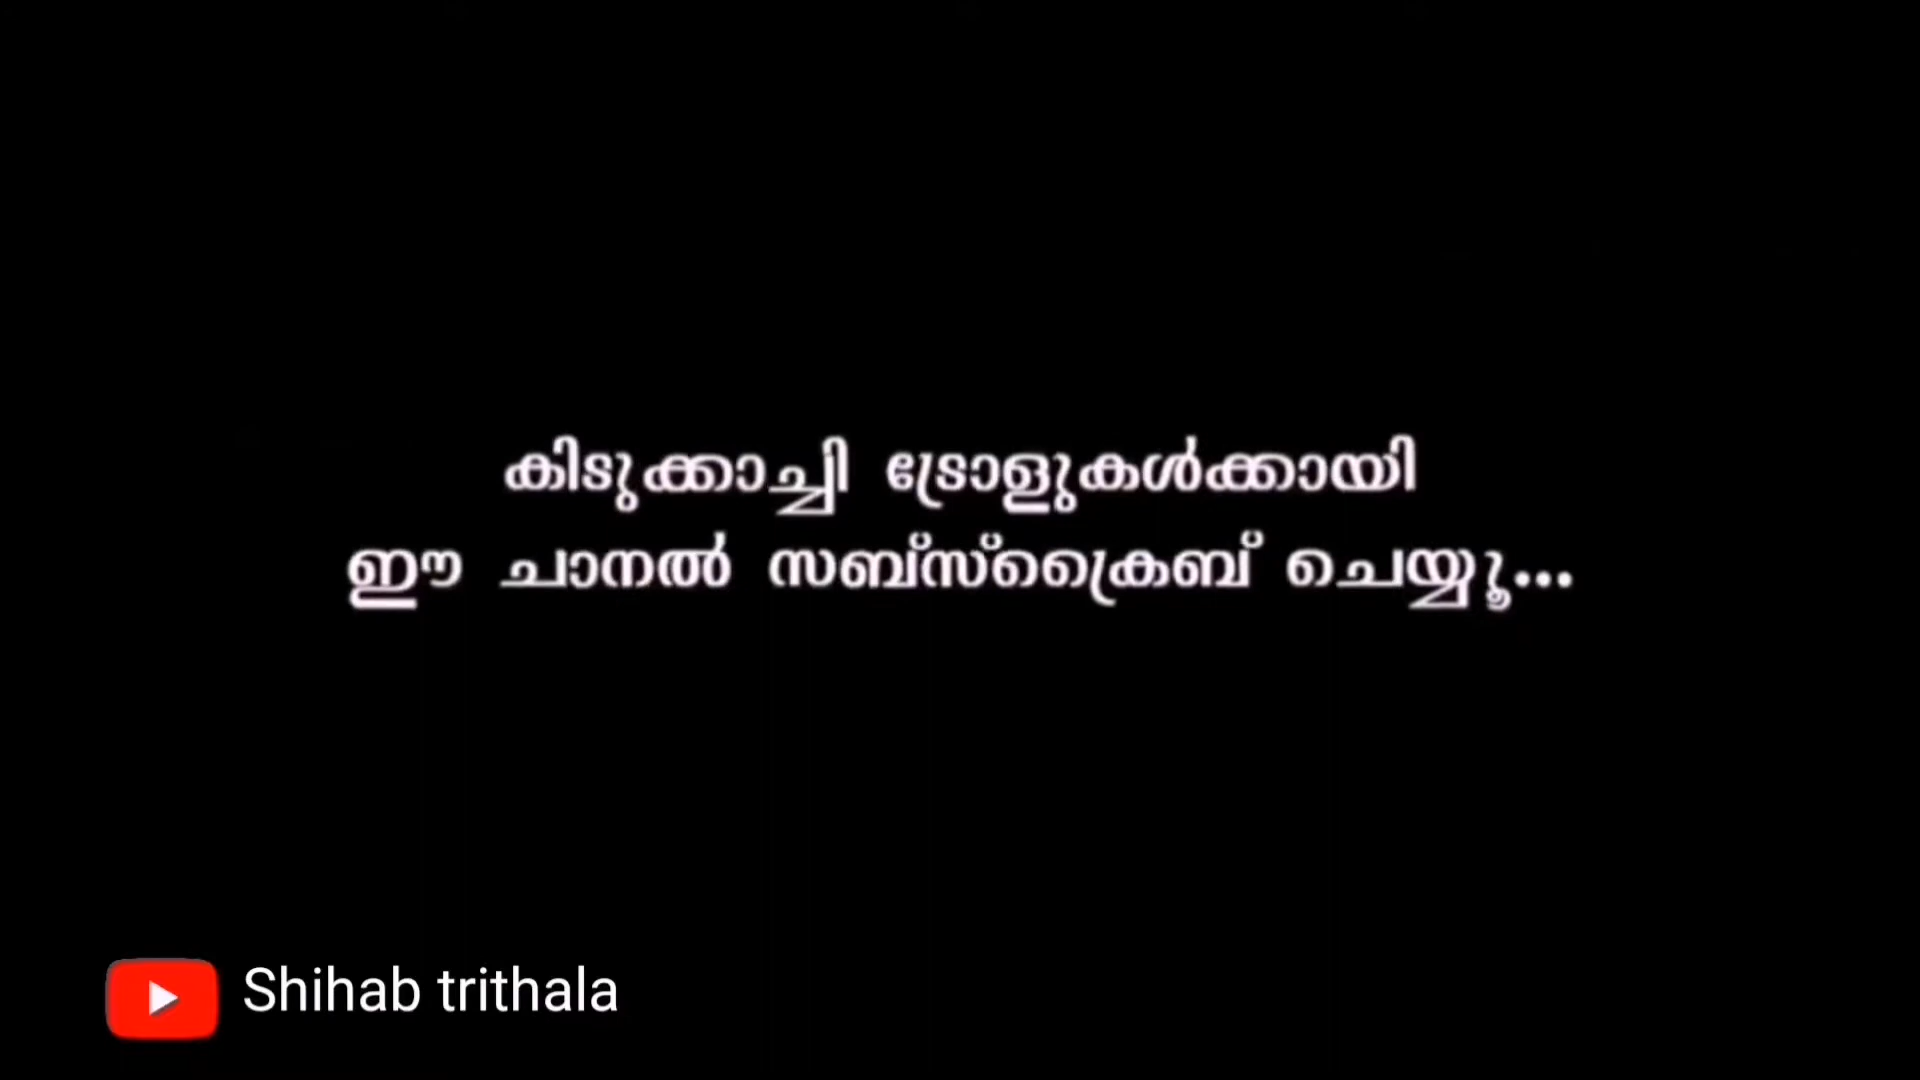 കിടുക്കാച്ചി ട്രോളുകൾക്കായി
ഈ ചാനൽ സബ്സ്ക്രൈബ് ചെയ്യൂ...
Shihab trithala